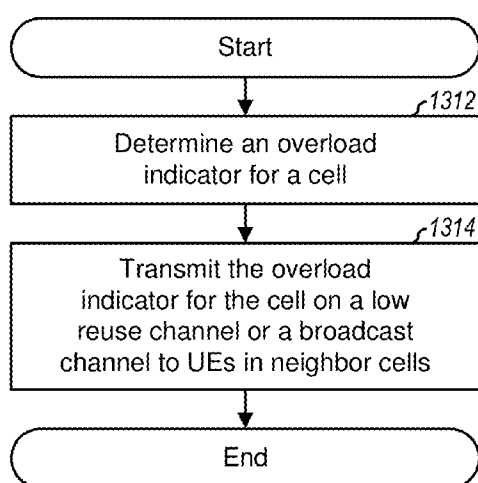 Start
1312
Determine an overload
indicator for a cell
1314
Transmit the overload
indicator for the cell on a low
reuse channel or a broadcast
channel to UEs in neighbor cells
End